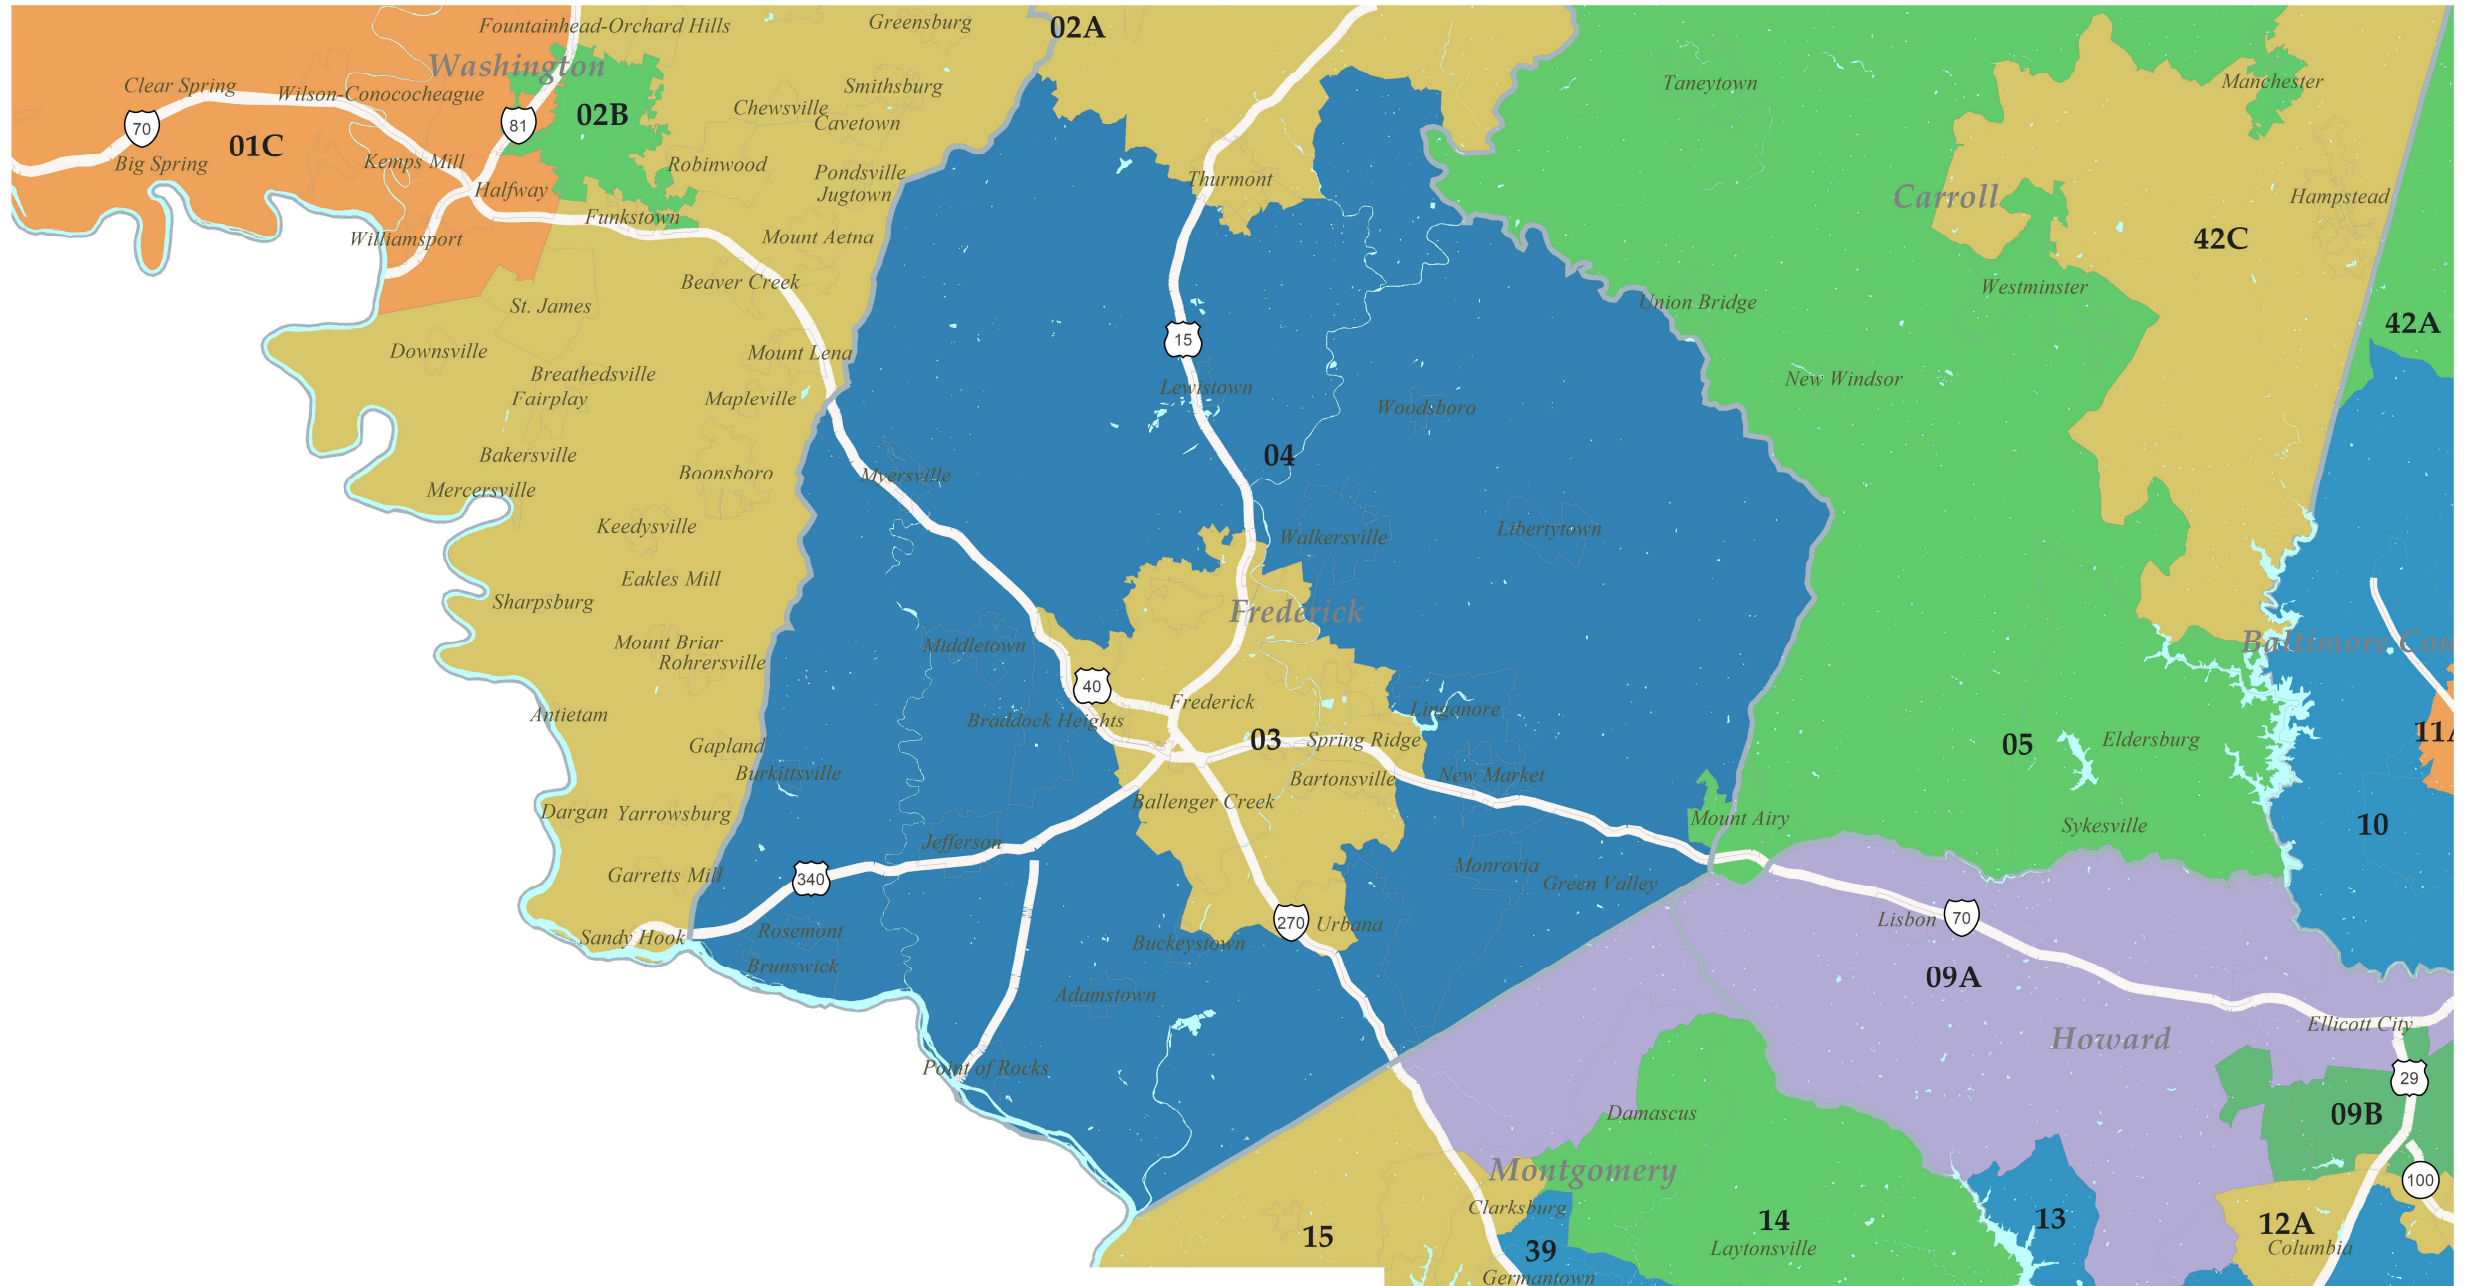 Fountainhead-Orchard Hills
Greensburg
02A
Washington
Clear Spring
Wilson-Conococheague
Smithsburg
Taneytown
Manchester
70
81
02B
Chewsville
Cavetown
01C
Big Spring
Kemps Mill
Robinwood
Pondsville
Thurmont
Halfway
Jugtown
Carroll
Hampstead
Funkstown
Williamsport
Mount Aetna
42C
Beaver Creek
Westminster
St. James
Union Bridge
42A
15
Downsville
Mount Lena
Breathedsville
Lewistown
New Windsor
Fairplay
Mapleville
Woodsboro
Bakersville
04
Boonsboro
Myersville
Mercersville
Keedysville
Walkersville
Libertytown
Eakles Mill
Sharpsburg
Frederick
Mount Briar
Middletown
Baltimore Cou
Rohrersville
40
Frederick
Linganore
Antietam
Braddock Heights
11A
Gapland
03
Spring Ridge
05
Eldersburg
Burkittsville
Bartonsville
New Market
Ballenger Creek
Dargan
Yarrowsburg
Mount Airy
Sykesville
10
Jefferson
Garretts Mill
340
Monrovia
Green Valley
Sandy Hook
Rosemont
270
Urbana
Lisbon
70
Buckeystown
Brunswick
09A
Adamstown
Ellicott City
Howard
Point of Rocks
29
Damascus
09B
Montgomery
100
Clarksburg
15
14
13
12A
39
Laytonsville
Columbia
Germantown